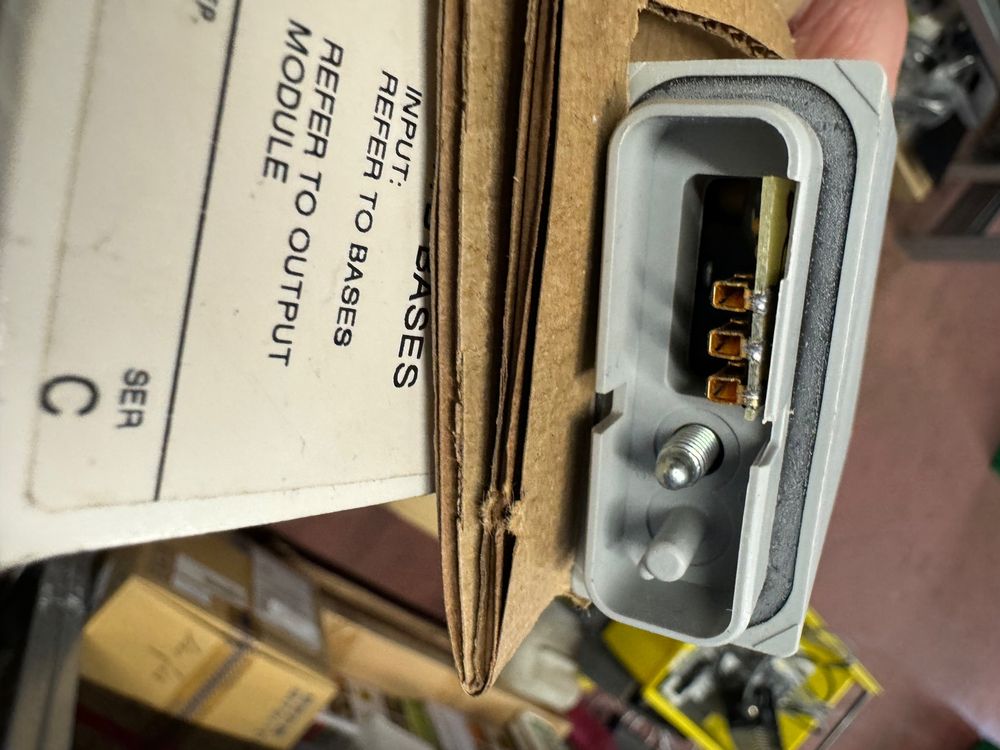 INPUT:
REFER TO BASES
REFER TO OUTPUT
MODULE
BASES
SER
C